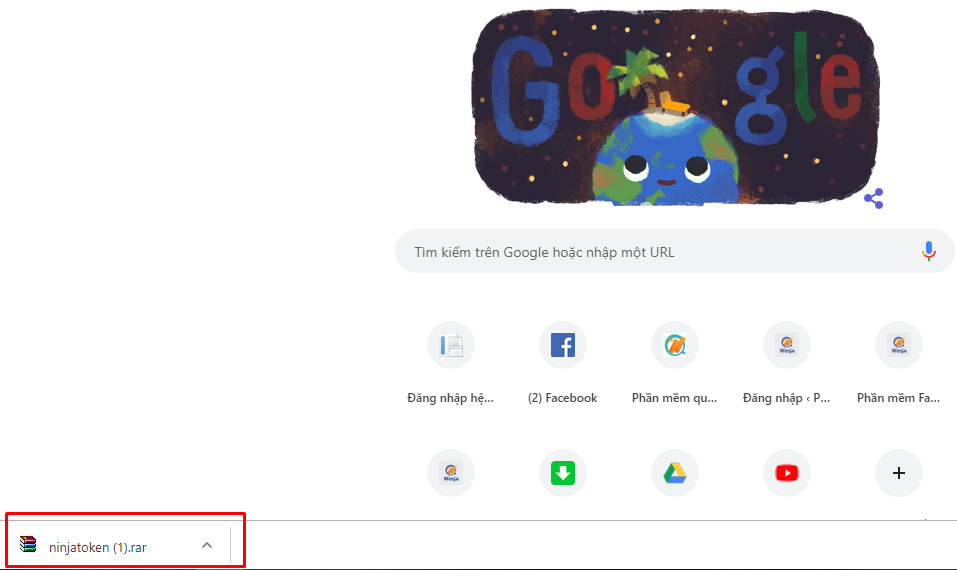 Google
Tìm kiếm trên Google hoặc nhập một URL
Đăng nhập hệ...
(2) Facebook
Phần mềm qu...
Đăng nhập ‹ P...
Phần mềm Fa...
Ninja
Ninja
Ninja
ninjatoken (1).rar